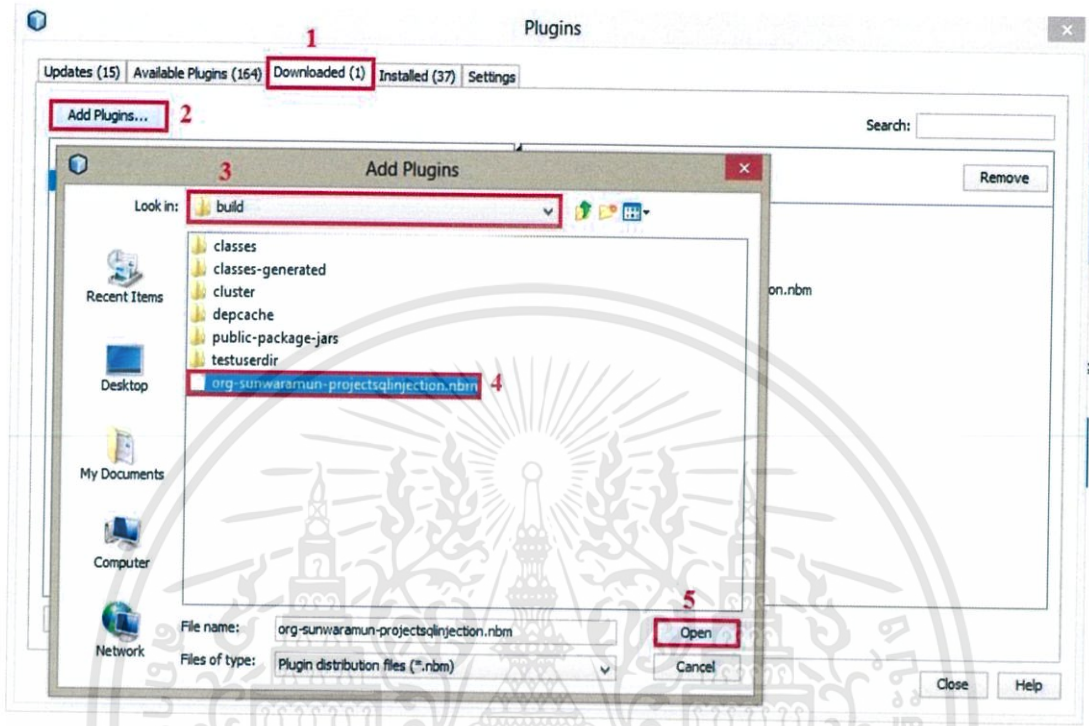 Plugins
1
Updates (15) Available Plugins (164) Downloaded (1) Installed (37) Settings
Add Plugins... 2
Search:
Remove
3
Add Plugins
Look in: build
classes
classes-generated
cluster
depcache
public-package-jars
testuserdir
org-sunwaramun-projectsqlinjection.nbm 4
on.nbm
Recent Items
Desktop
My Documents
Computer
Network
5
File name: org-sunwaramun-projectsqlinjection.nbm Open
Files of type: Plugin distribution files (*.nbm) Cancel
Close Help